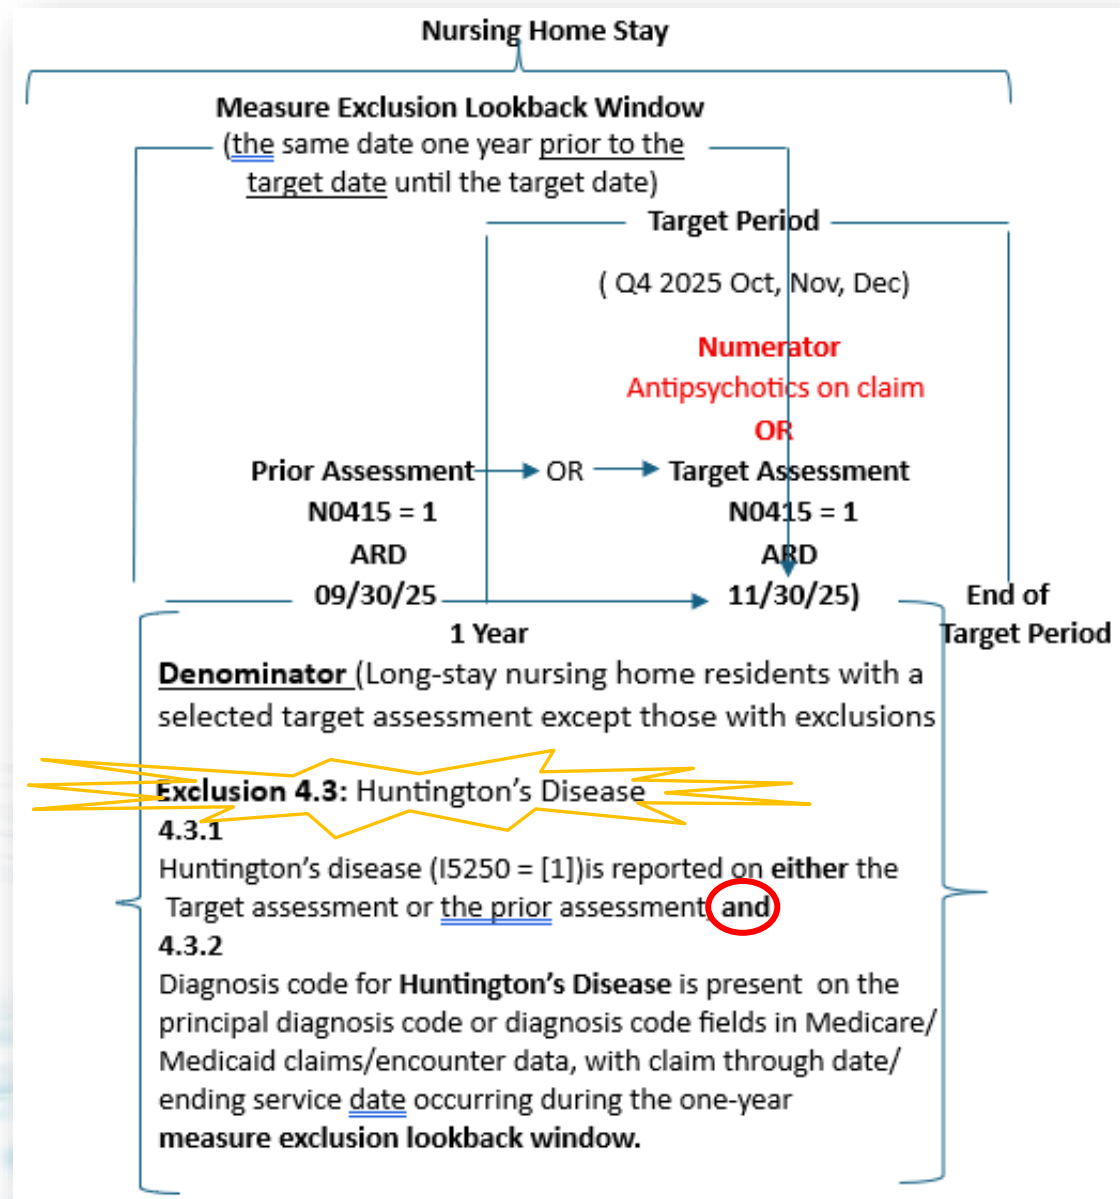 Nursing Home Stay
Measure Exclusion Lookback Window
(the same date one year prior to the
target date until the target date)
Target Period
( Q4 2025 Oct, Nov, Dec)
Numerator
Antipsychotics on claim
OR
Prior Assessment OR Target Assessment
N0415 = 1 N0415 = 1
ARD ARD
09/30/25 11/30/25) End of
1 Year Target Period
Denominator (Long-stay nursing home residents with a
selected target assessment except those with exclusions
Exclusion 4.3: Huntington’s Disease
4.3.1
Huntington’s disease (I5250 = [1])is reported on either the
Target assessment or the prior assessment, and
4.3.2
Diagnosis code for Huntington’s Disease is present on the
principal diagnosis code or diagnosis code fields in Medicare/
Medicaid claims/encounter data, with claim through date/
ending service date occurring during the one-year
measure exclusion lookback window.